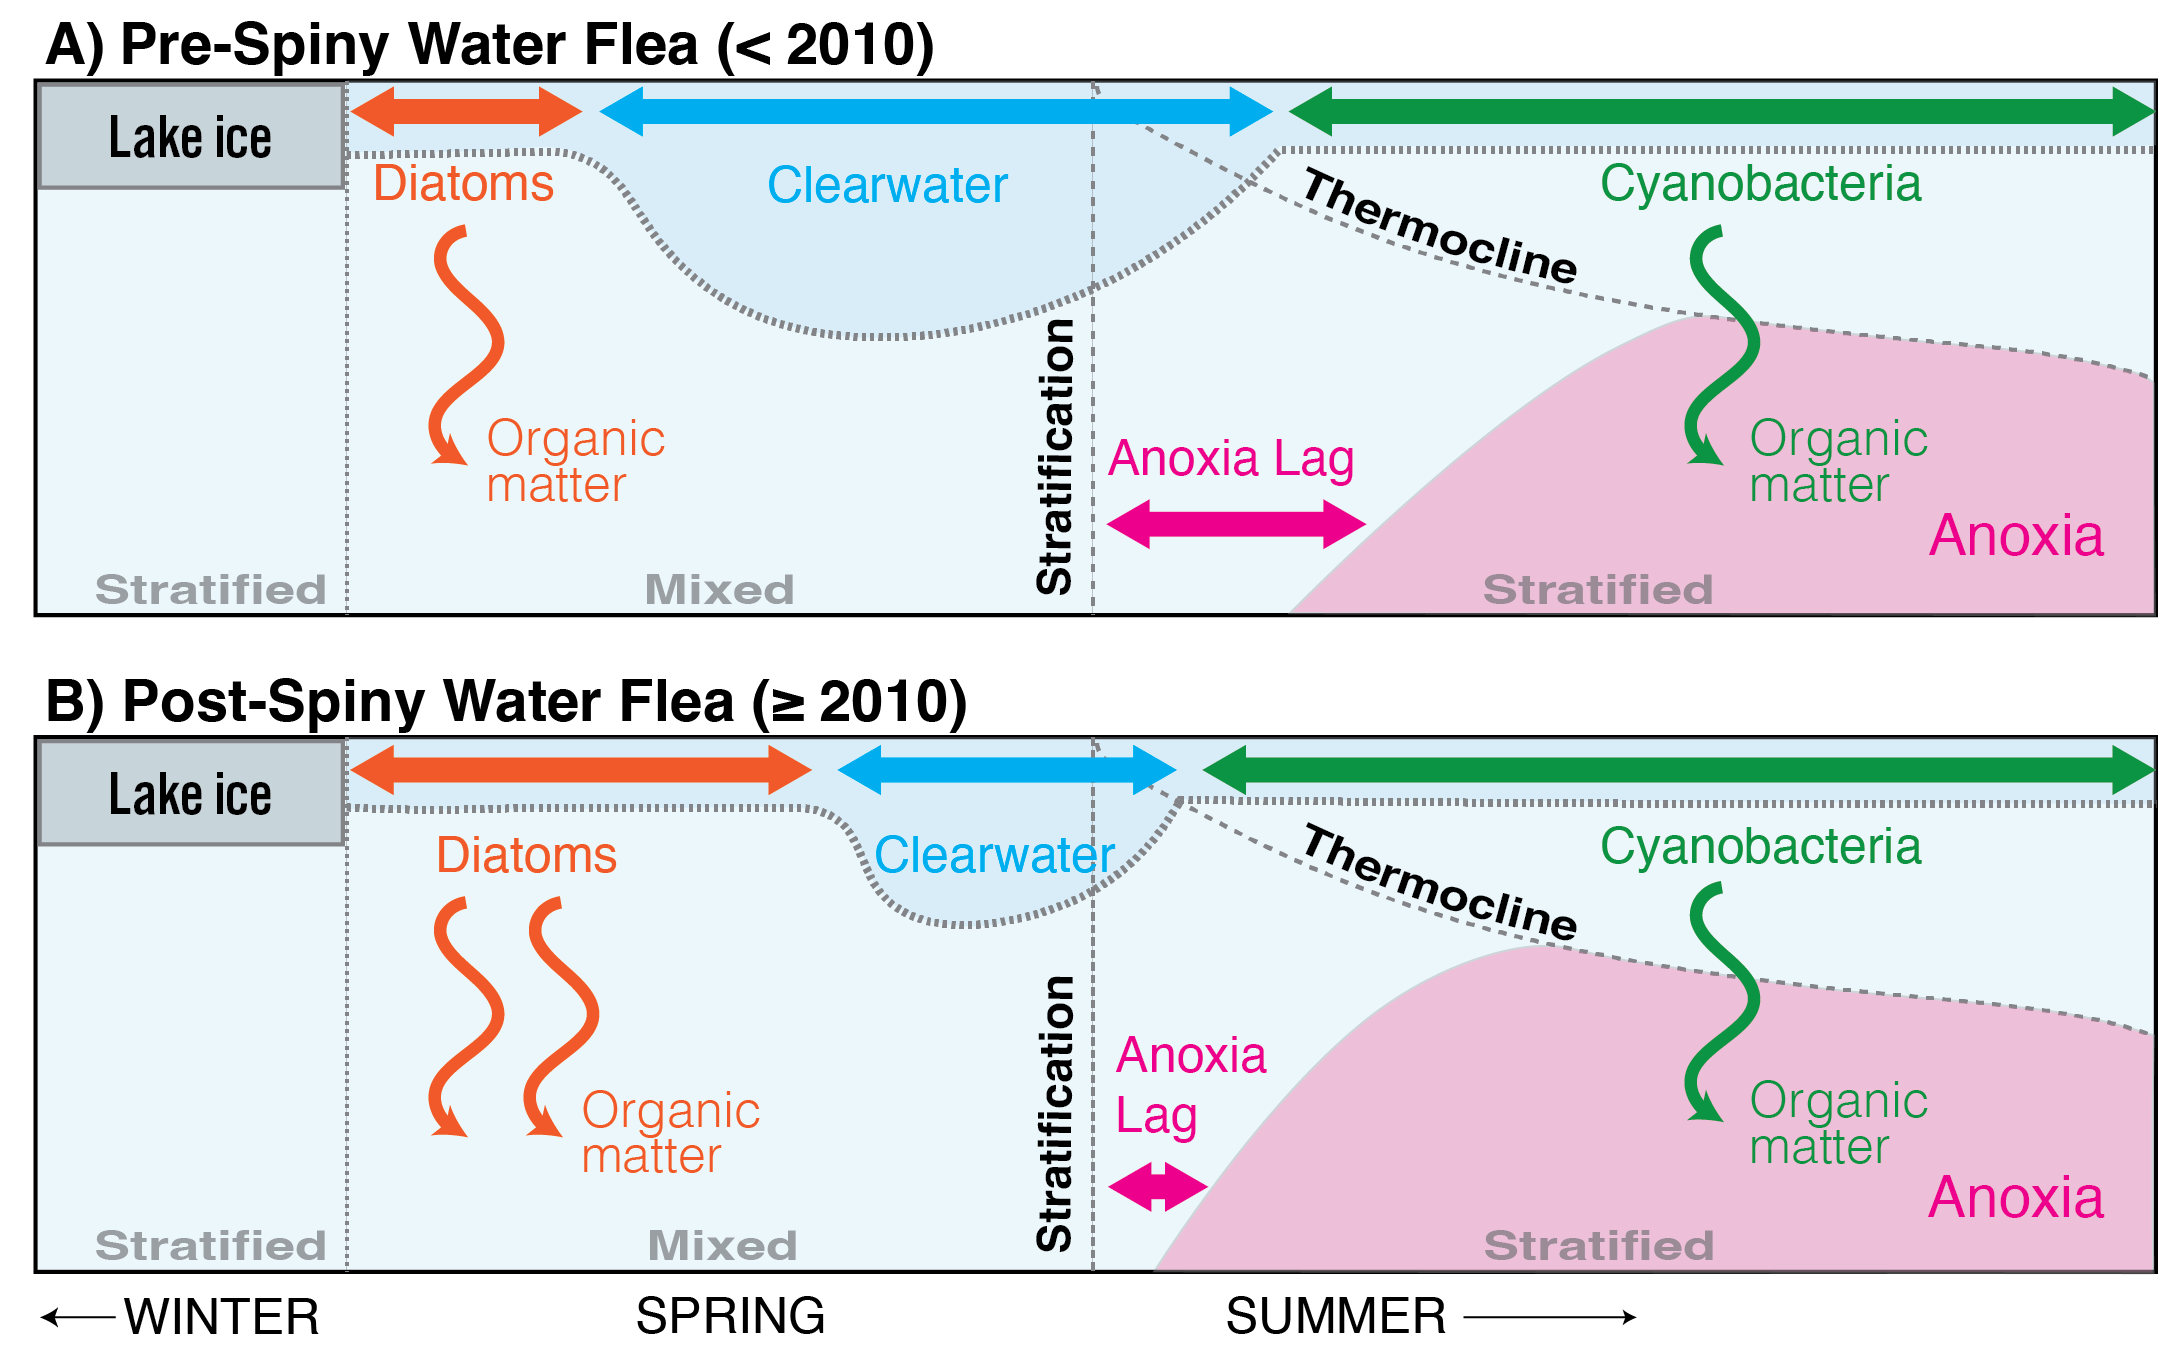 A) Pre-Spiny Water Flea (< 2010)
Lake ice
Diatoms
Clearwater
Cyanobacteria
Thermocline
Organic
matter
Stratification
Anoxia Lag
Organic
matter
Anoxia
Stratified
Mixed
Stratified
B) Post-Spiny Water Flea (≥ 2010)
Lake ice
Diatoms
Clearwater
Cyanobacteria
Thermocline
Organic
matter
Stratification
Anoxia
Lag
Organic
matter
Anoxia
Stratified
Mixed
Stratified
WINTER
SPRING
SUMMER